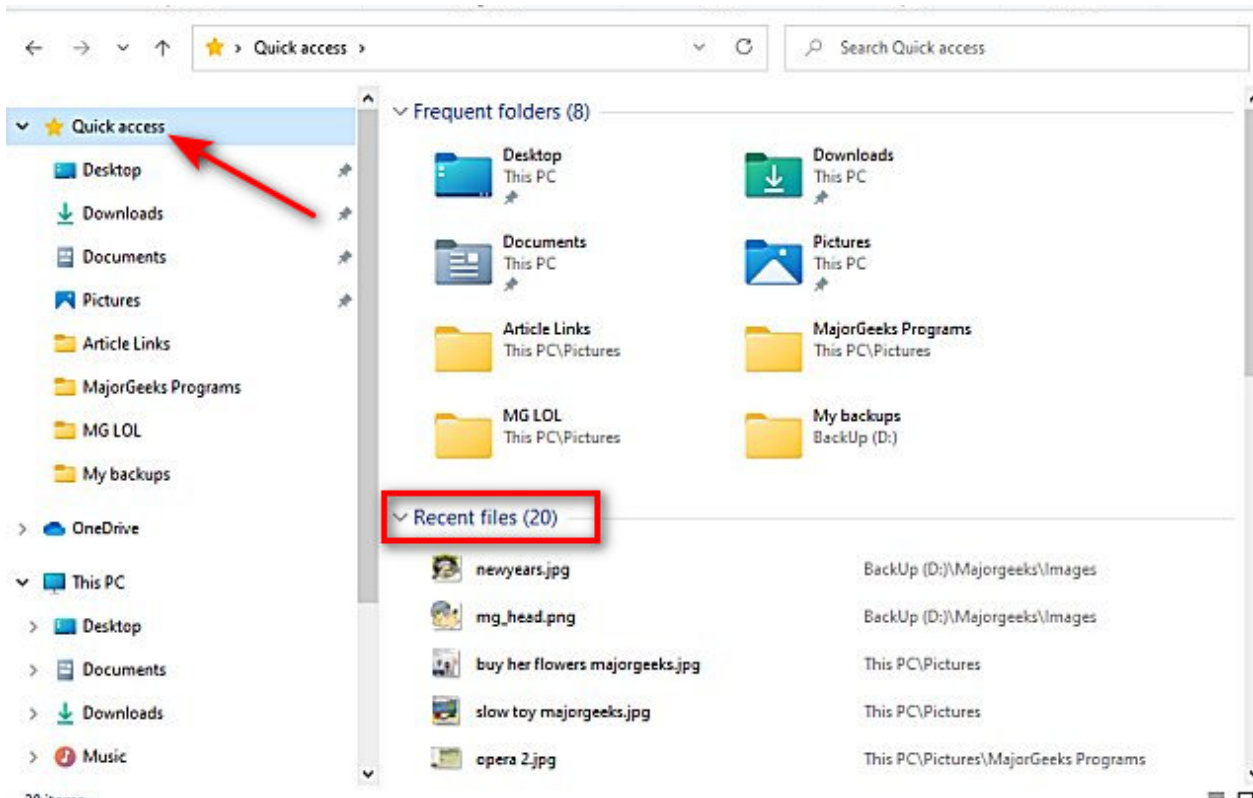 Quick access
Search Quick access
Quick access
Desktop
Downloads
Documents
Pictures
Article Links
MajorGeeks Programs
MG LOL
My backups
OneDrive
This PC
Desktop
Documents
Downloads
Music
Frequent folders (8)
Desktop
This PC
Downloads
This PC
Documents
This PC
Pictures
This PC
Article Links
This PC\Pictures
MajorGeeks Programs
This PC\Pictures
MG LOL
This PC\Pictures
My backups
BackUp (D:)
Recent files (20)
newyears.jpg BackUp (D:)\Majorgeeks\Images
mg_head.png BackUp (D:)\Majorgeeks\Images
buy her flowers majorgeeks.jpg This PC\Pictures
slow toy majorgeeks.jpg This PC\Pictures
opera 2.jpg This PC\Pictures\MajorGeeks Programs